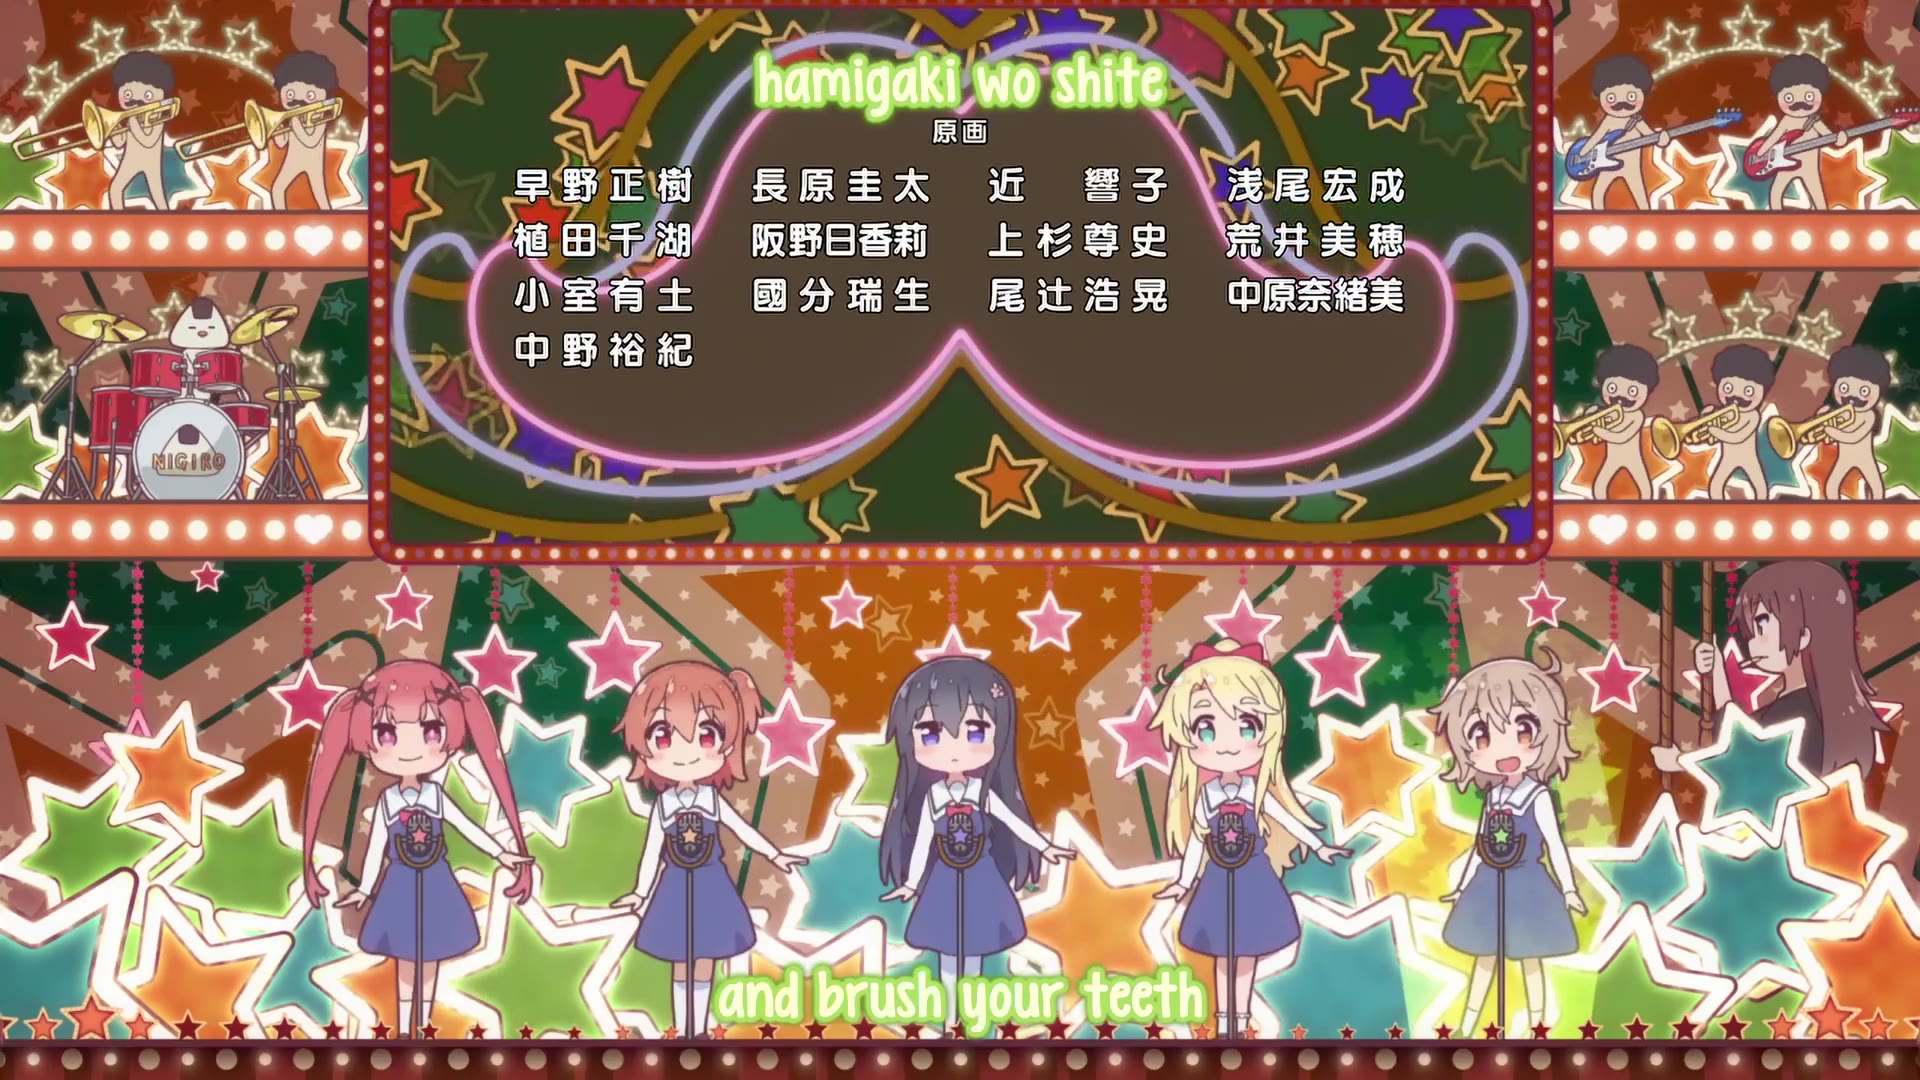 hamigaki wo shite
原画
早野正樹 長原圭太 近 響子 浅尾宏成
植田千湖 阪野日香莉 上杉尊史 荒井美穂
小室有土 國分瑞生 尾辻浩晃 中原奈緒美
中野裕紀
NIGIRO
and brush your teeth